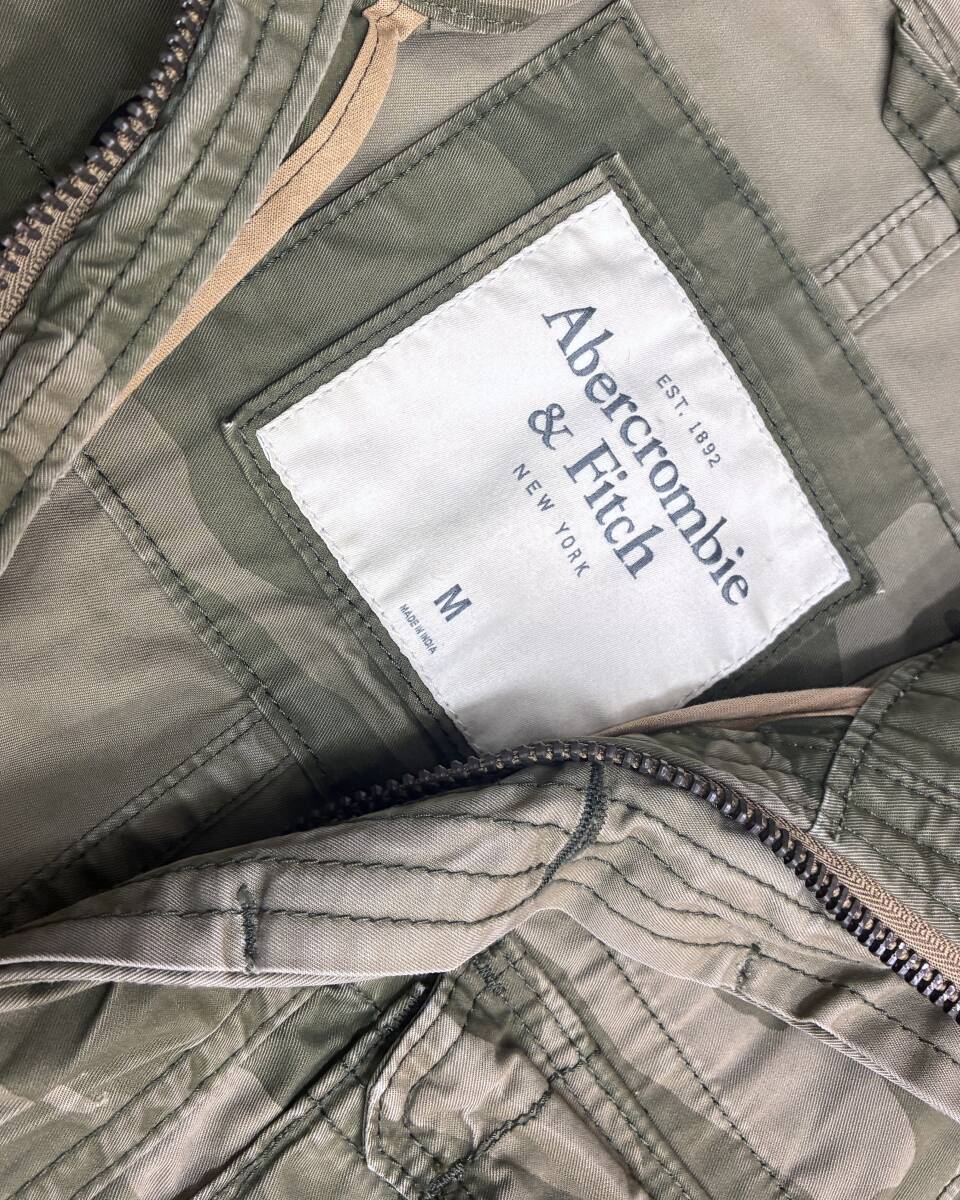 EST. 1892
Abercrombie
& Fitch
NEW YORK
M
MADE IN INDIA